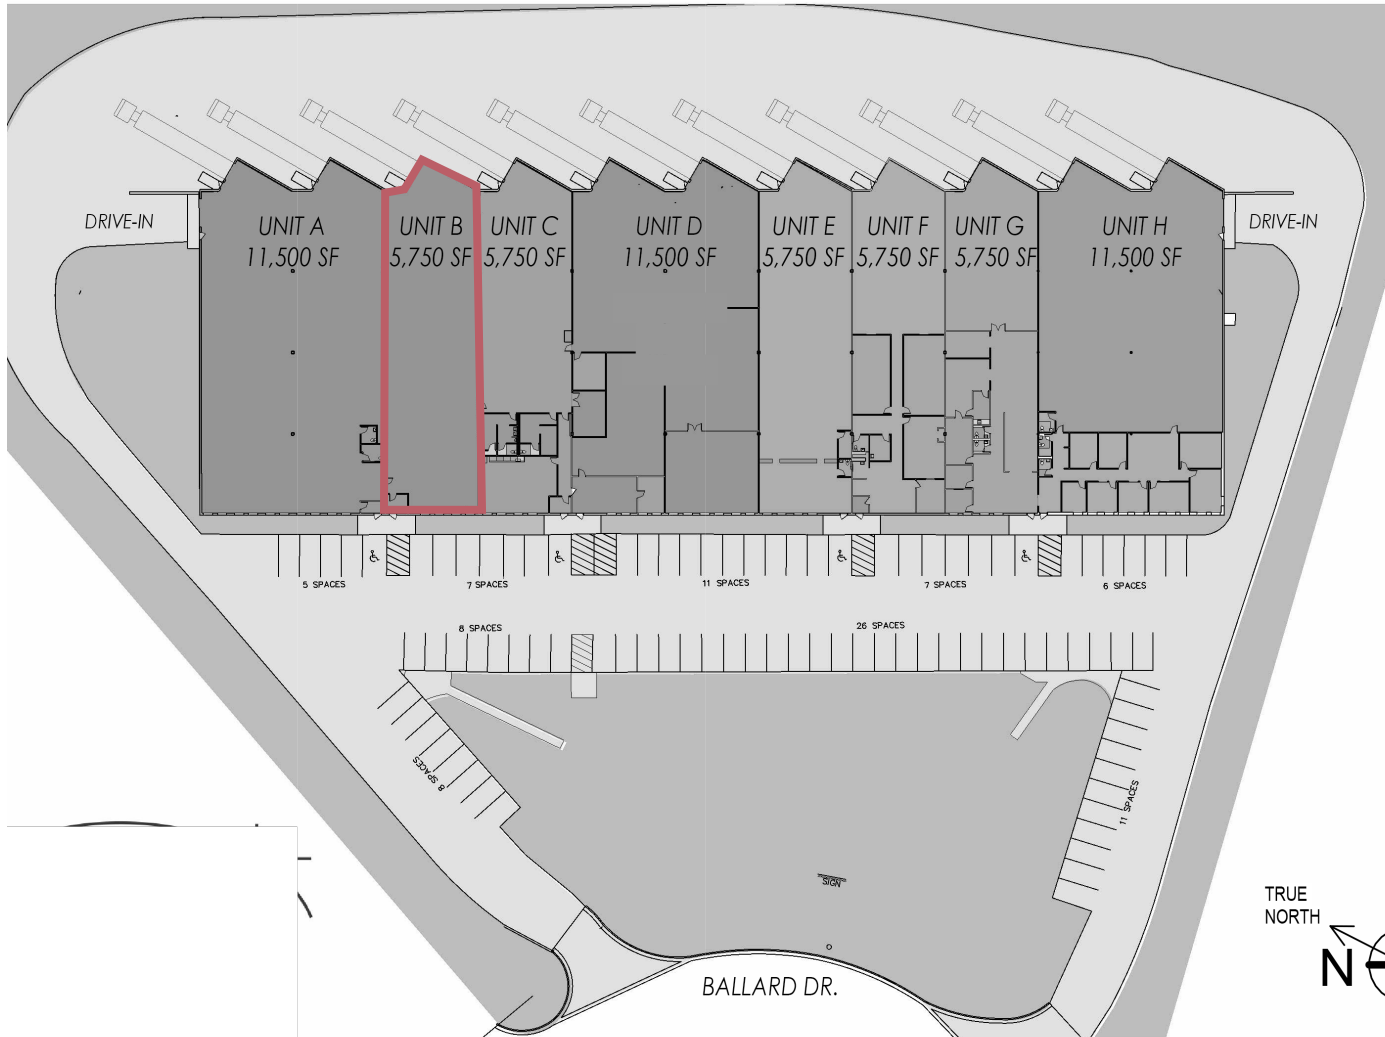 DRIVE-IN
UNIT A
11,500 SF
UNIT B
5,750 SF
UNIT C
5,750 SF
UNIT D
11,500 SF
UNIT E
5,750 SF
UNIT F
5,750 SF
UNIT G
5,750 SF
UNIT H
11,500 SF
DRIVE-IN
5 SPACES
7 SPACES
11 SPACES
7 SPACES
6 SPACES
8 SPACES
26 SPACES
8 SPACES
11 SPACES
SIGN
BALLARD DR.
TRUE
NORTH
N